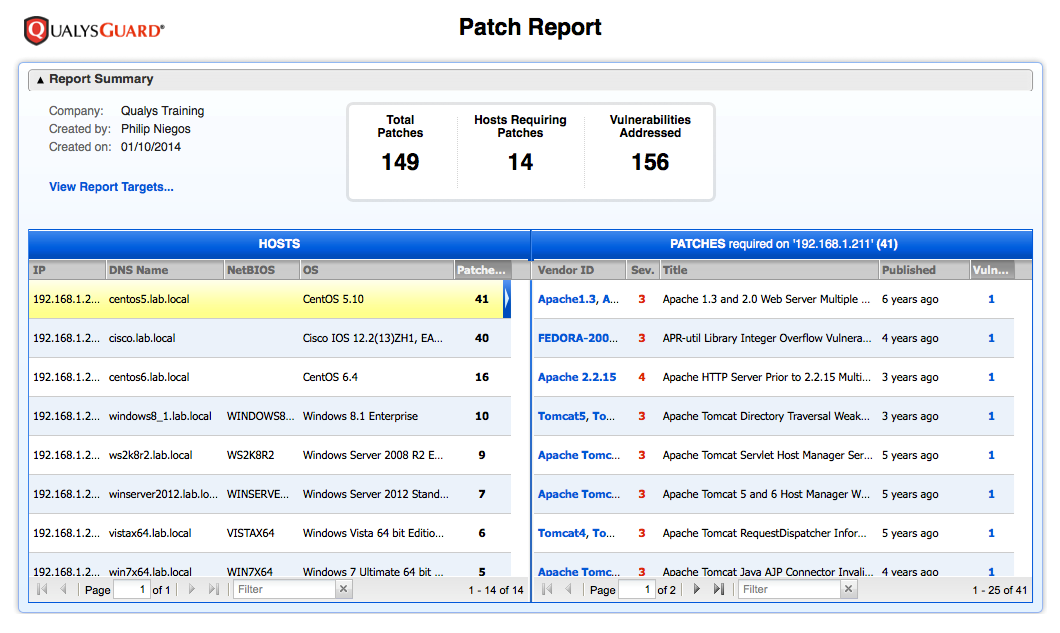 QUALYSGUARD®
Patch Report
▲ Report Summary
Company: Qualys Training
Created by: Philip Niegos
Created on: 01/10/2014
View Report Targets...
Total Patches
149
Hosts Requiring Patches
14
Vulnerabilities Addressed
156
HOSTS
IP DNS Name NetBIOS OS Patche...
192.168.1.2... centos5.lab.local CentOS 5.10 41
192.168.1.2... cisco.lab.local Cisco IOS 12.2(13)ZH1, EA... 40
192.168.1.2... centos6.lab.local CentOS 6.4 16
192.168.1.2... windows8_1.lab.local WINDOWS8... Windows 8.1 Enterprise 10
192.168.1.2... ws2k8r2.lab.local WS2K8R2 Windows Server 2008 R2 E... 9
192.168.1.2... winserver2012.lab.lo... WINSERVE... Windows Server 2012 Stand... 7
192.168.1.2... vistax64.lab.local VISTAX64 Windows Vista 64 bit Editio... 6
192.168.1.2... win7x64.lab.local WIN7X64 Windows 7 Ultimate 64 bit ... 5
Page 1 of 1 Filter 1 - 14 of 14
PATCHES required on '192.168.1.211' (41)
Vendor ID Sev. Title Published Vuln...
Apache1.3, A... 3 Apache 1.3 and 2.0 Web Server Multiple ... 6 years ago 1
FEDORA-200... 3 APR-util Library Integer Overflow Vulnera... 4 years ago 1
Apache 2.2.15 4 Apache HTTP Server Prior to 2.2.15 Multi... 3 years ago 1
Tomcat5, To... 3 Apache Tomcat Directory Traversal Weak... 3 years ago 1
Apache Tomc... 3 Apache Tomcat Servlet Host Manager Ser... 5 years ago 1
Apache Tomc... 3 Apache Tomcat 5 and 6 Host Manager W... 5 years ago 1
Tomcat4, To... 3 Apache Tomcat RequestDispatcher Infor... 5 years ago 1
Apache Tomc... 3 Apache Tomcat Java AJP Connector Invali... 4 years ago 1
Page 1 of 2 Filter 1 - 25 of 41